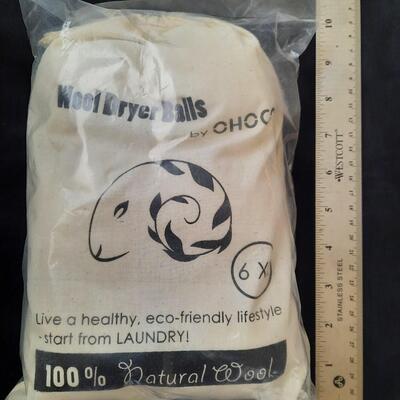 Wool Dryer Balls
by OHOC
6 X
Live a healthy, eco-friendly lifestyle
start from LAUNDRY!
100% Natural Wool
10
9
8
7
6
5
4
3
2
1
WESTCOTT
STAINLESS STEEL